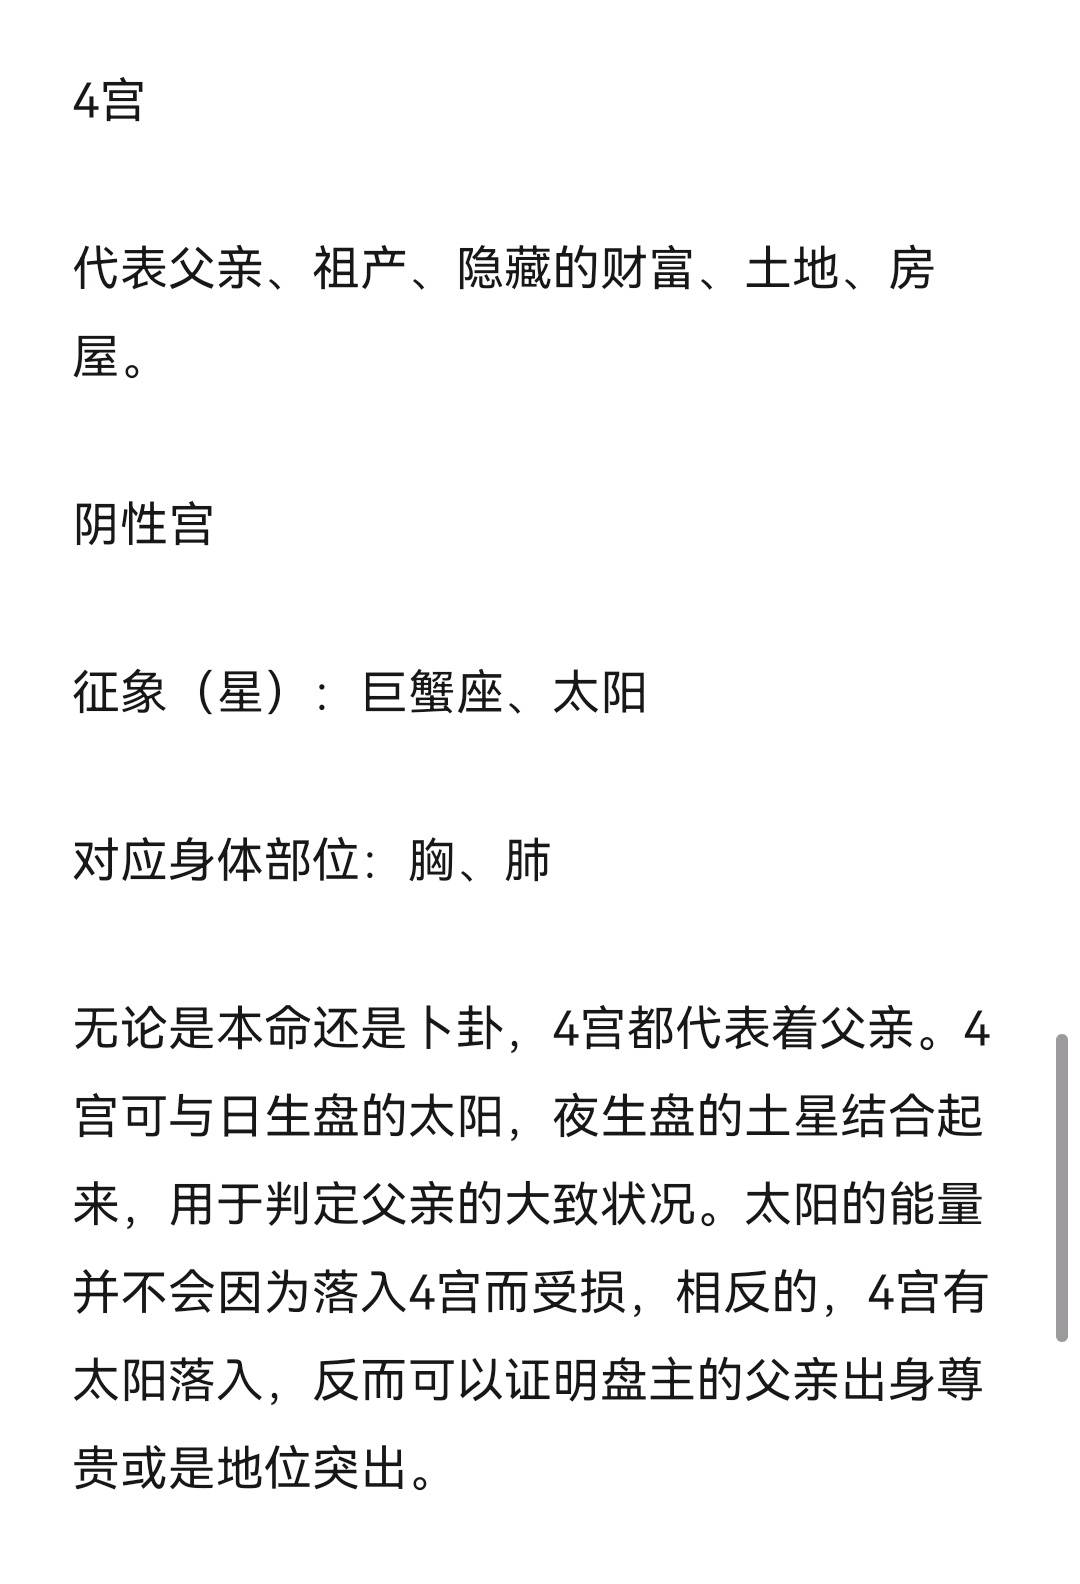 4宫
代表父亲、祖产、隐藏的财富、土地、房
屋。
阴性宫
征象（星）：巨蟹座、太阳
对应身体部位：胸、肺
无论是本命还是卜卦，4宫都代表着父亲。4
宫可与日生盘的太阳，夜生盘的土星结合起
来，用于判定父亲的大致状况。太阳的能量
并不会因为落入4宫而受损，相反的，4宫有
太阳落入，反而可以证明盘主的父亲出身尊
贵或是地位突出。